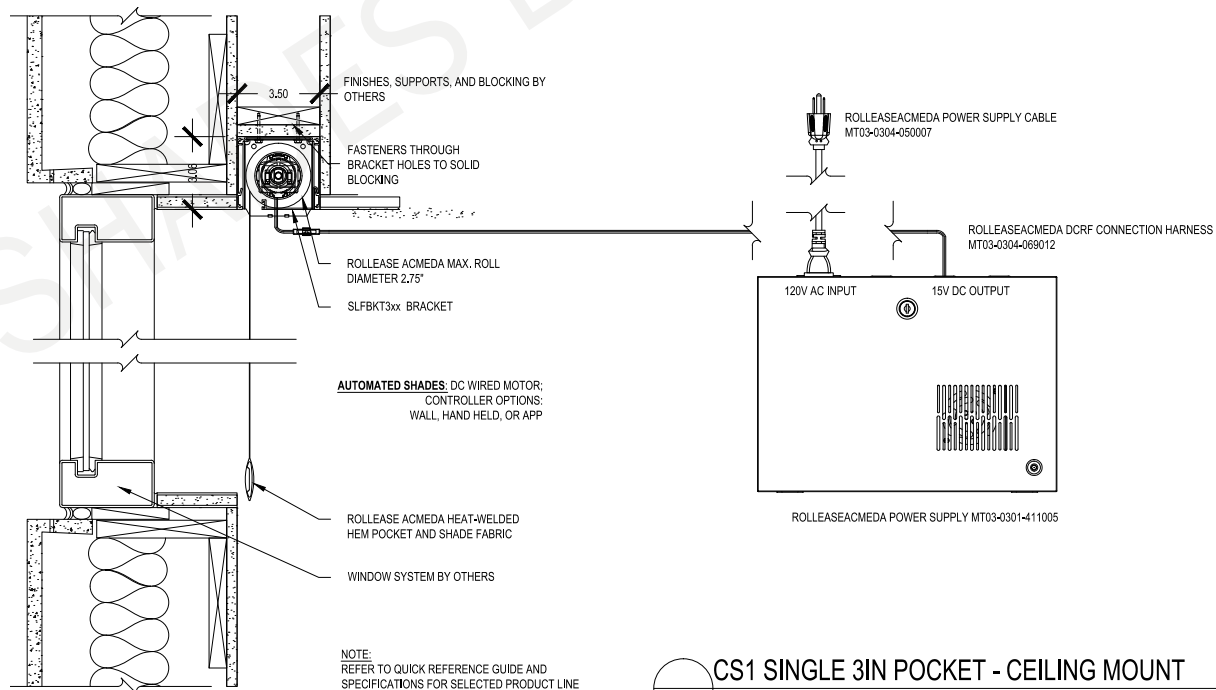 FINISHES, SUPPORTS, AND BLOCKING BY
OTHERS
3.50
FASTENERS THROUGH
BRACKET HOLES TO SOLID
BLOCKING
3.06
ROLLEASE ACMEDA MAX. ROLL
DIAMETER 2.75"
SLFBKT3xx BRACKET
AUTOMATED SHADES: DC WIRED MOTOR;
CONTROLLER OPTIONS:
WALL, HAND HELD, OR APP
ROLLEASE ACMEDA HEAT-WELDED
HEM POCKET AND SHADE FABRIC
WINDOW SYSTEM BY OTHERS
NOTE:
REFER TO QUICK REFERENCE GUIDE AND
SPECIFICATIONS FOR SELECTED PRODUCT LINE
ROLLEASEACMEDA POWER SUPPLY CABLE
MT03-0304-050007
ROLLEASEACMEDA DCRF CONNECTION HARNESS
MT03-0304-069012
120V AC INPUT
15V DC OUTPUT
ROLLEASEACMEDA POWER SUPPLY MT03-0301-411005
CS1 SINGLE 3IN POCKET - CEILING MOUNT
SHADES